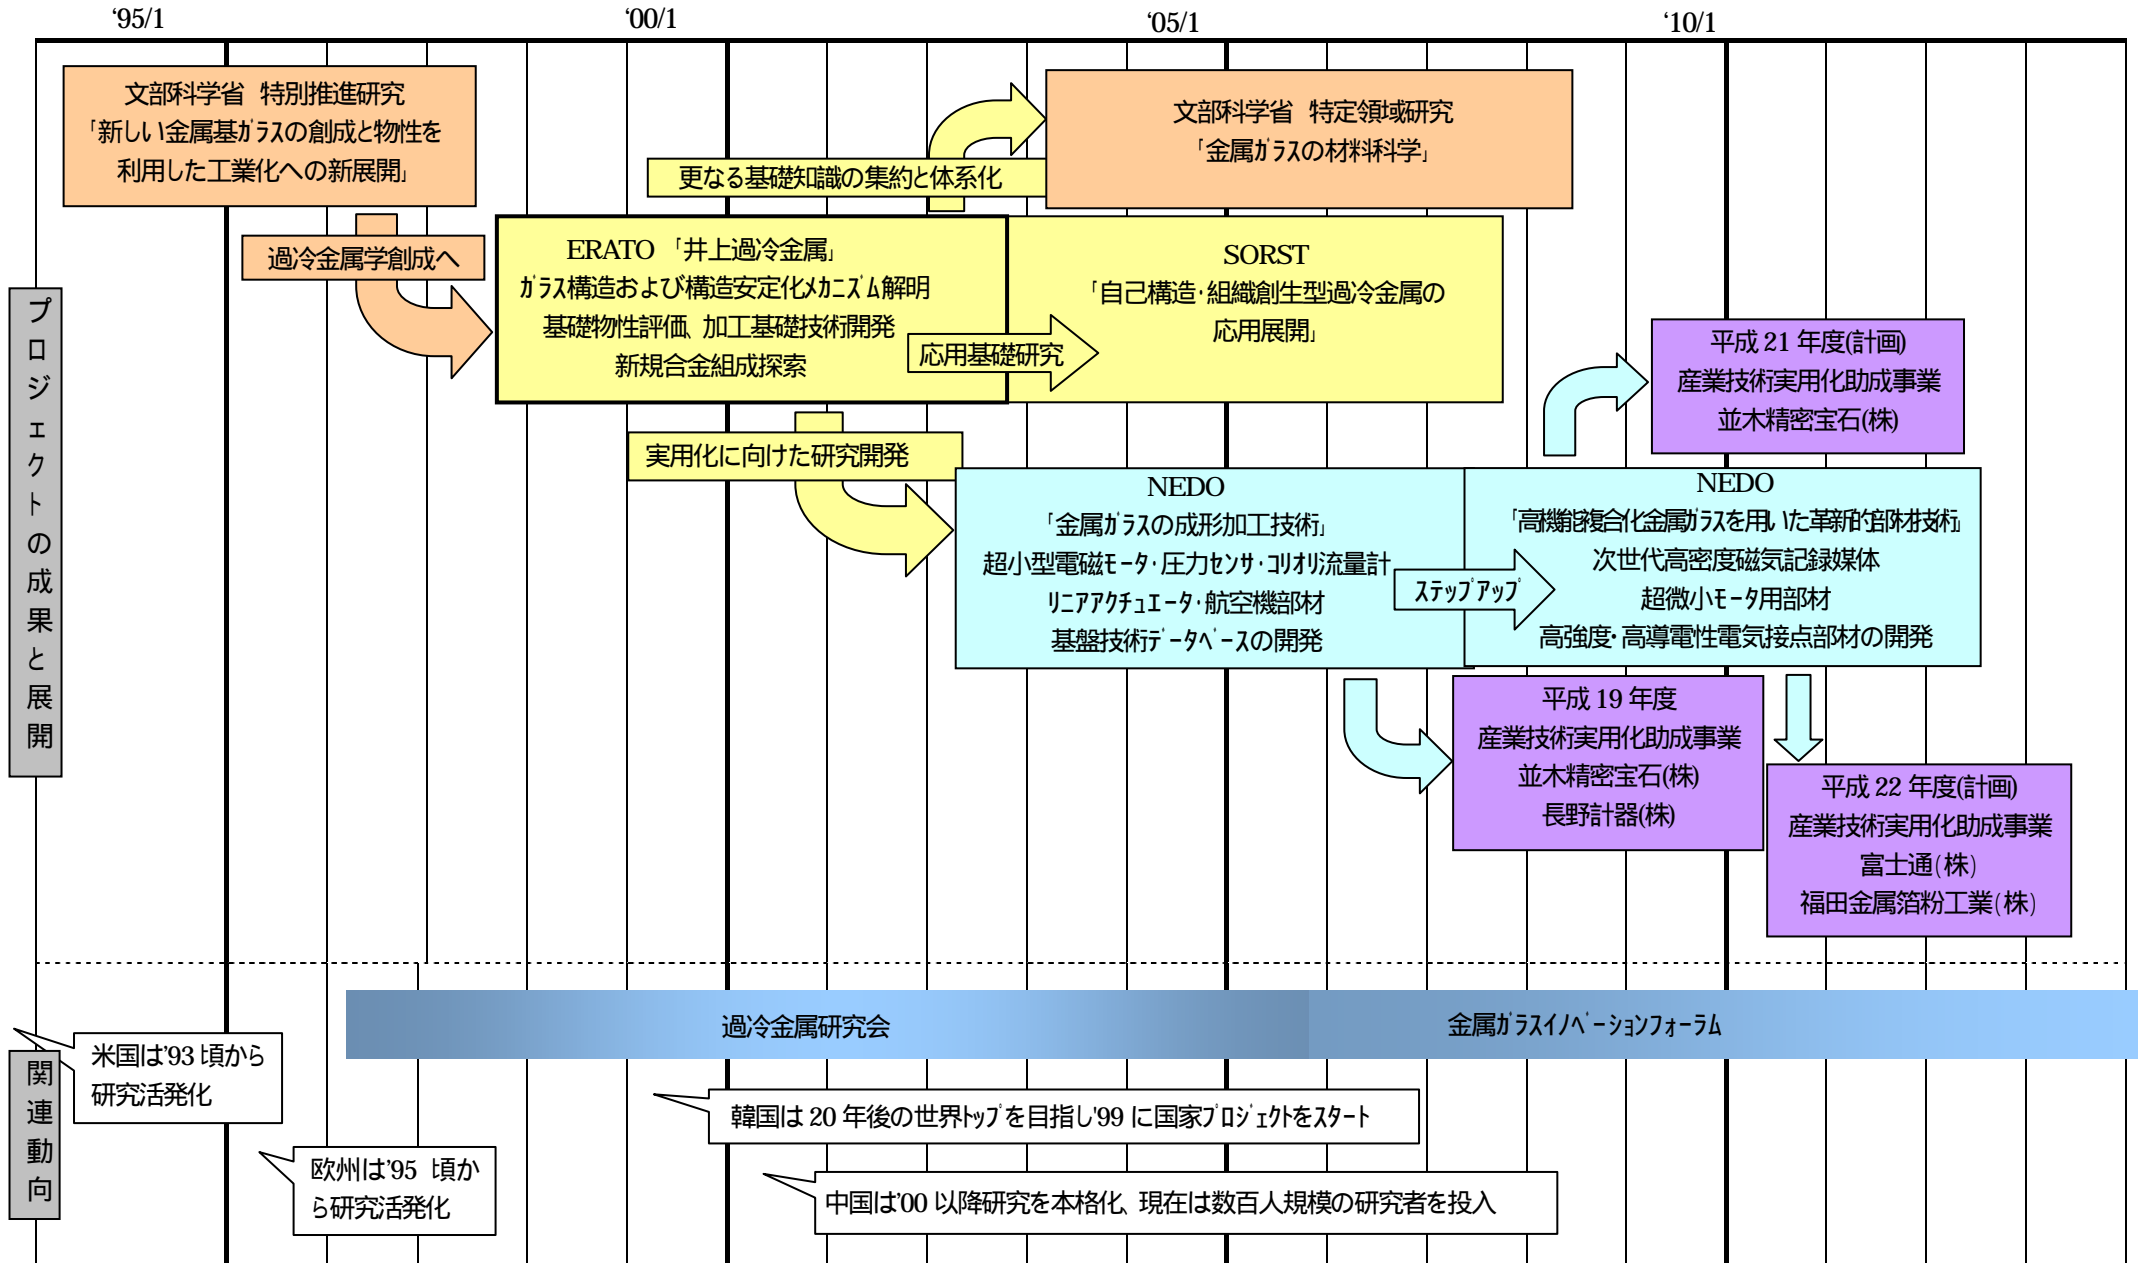 ‘95/1
‘00/1
‘05/1
‘10/1
文部科学省 特別推進研究
「新しい金属基ｶﾞﾗｽの創成と物性を
利用した工業化への新展開」
過冷金属学創成へ
更なる基礎知識の集約と体系化
文部科学省 特定領域研究
「金属ｶﾞﾗｽの材料科学」
ERATO 「井上過冷金属」
ｶﾞﾗｽ構造および構造安定化ﾒｶﾆｽﾞﾑ解明
基礎物性評価、加工基礎技術開発
新規合金組成探索
応用基礎研究
SORST
「自己構造･組織創生型過冷金属の
応用展開」
プロジェクトの成果と展開
実用化に向けた研究開発
NEDO
「金属ｶﾞﾗｽの成形加工技術」
超小型電磁ﾓｰﾀ･圧力ｾﾝｻ･ｺﾘｵﾘ流量計
ﾘﾆｱｱｸﾁｭｴｰﾀ･航空機部材
基盤技術ﾃﾞｰﾀﾍﾞｰｽの開発
ｽﾃｯﾌﾟｱｯﾌﾟ
NEDO
「高機能複合化金属ｶﾞﾗｽを用いた革新的部材技術」
次世代高密度磁気記録媒体
超微小ﾓｰﾀ用部材
高強度･高導電性電気接点部材の開発
平成 21 年度(計画)
産業技術実用化助成事業
並木精密宝石(株)
平成 19 年度
産業技術実用化助成事業
並木精密宝石(株)
長野計器(株)
平成 22 年度(計画)
産業技術実用化助成事業
富士通(株)
福田金属箔粉工業(株)
関連動向
過冷金属研究会
金属ｶﾞﾗｽｲﾉﾍﾞｰｼｮﾝﾌｫｰﾗﾑ
米国は'93 頃から
研究活発化
欧州は'95 頃か
ら研究活発化
韓国は 20 年後の世界ﾄｯﾌﾟを目指し'99 に国家ﾌﾟﾛｼﾞｪｸﾄをｽﾀｰﾄ
中国は'00 以降研究を本格化、現在は数百人規模の研究者を投入